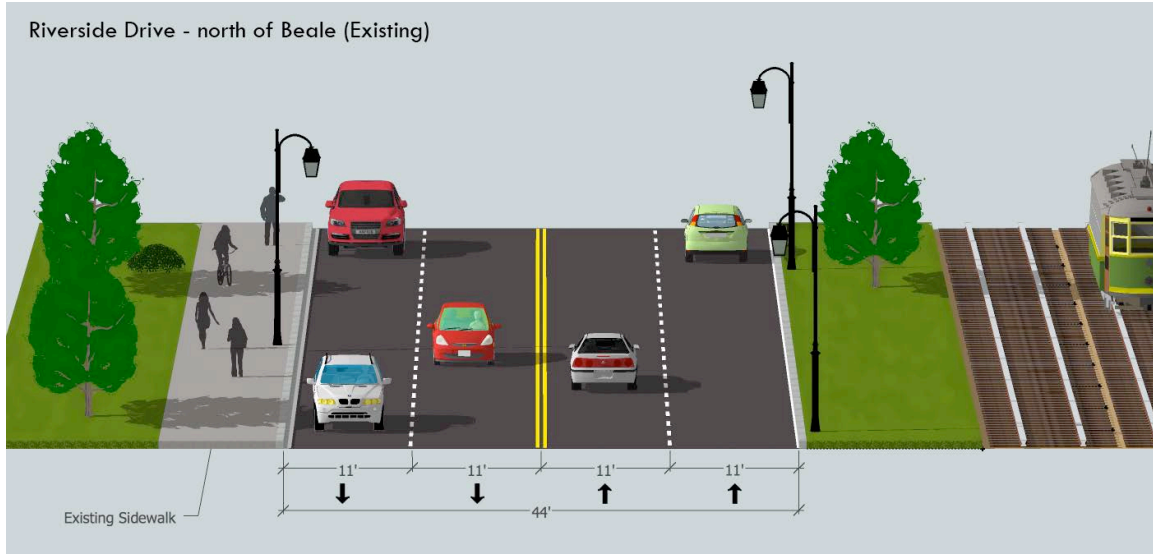 Riverside Drive - north of Beale (Existing)
11' 11' 11' 11'
44'
Existing Sidewalk